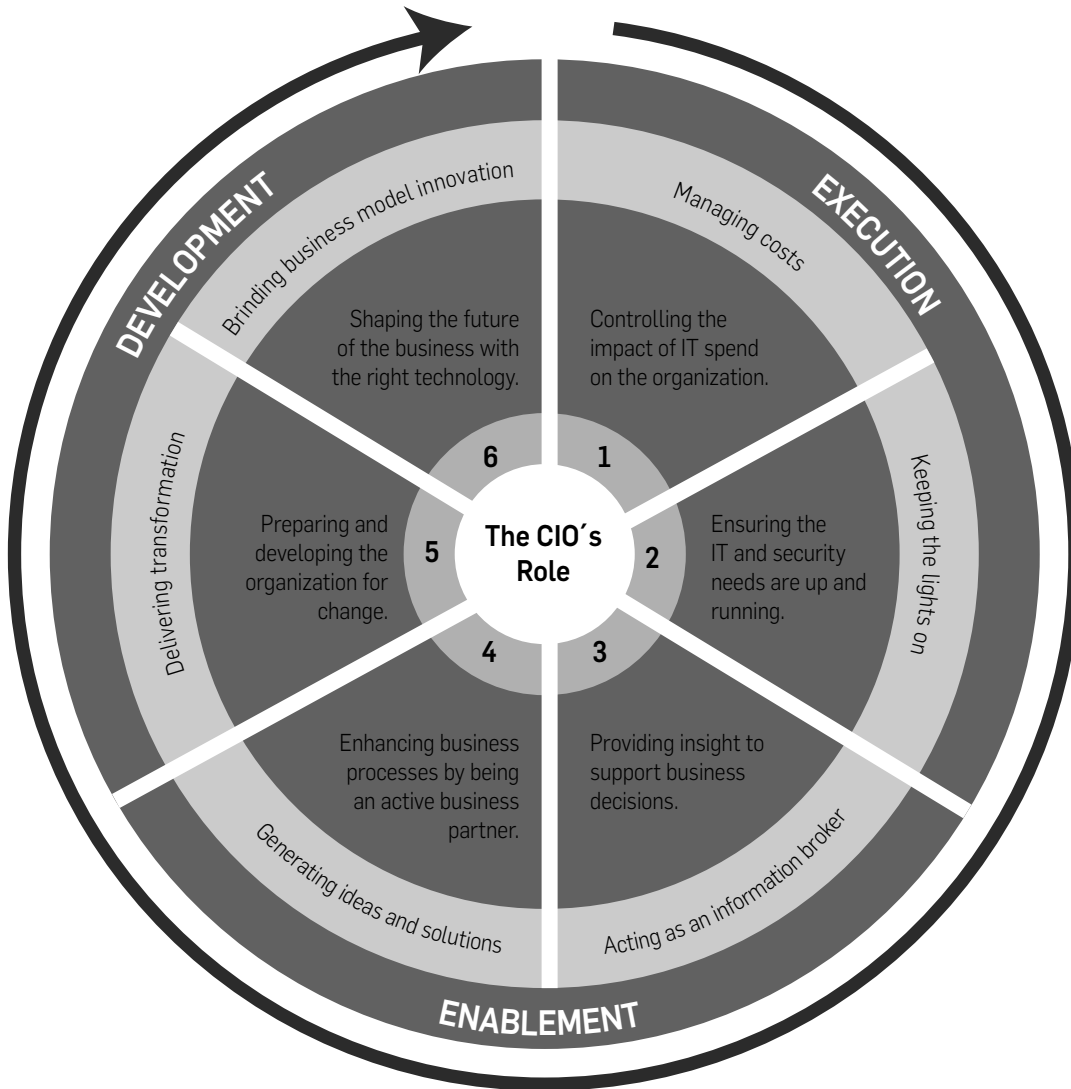 The CIO´s
Role
EXECUTION
1
Managing costs
Controlling the
impact of IT spend
on the organization.
2
Keeping the lights on
Ensuring the
IT and security
needs are up and
running.
ENABLEMENT
3
Acting as an information broker
Providing insight to
support business
decisions.
4
Generating ideas and solutions
Enhancing business
processes by being
an active business
partner.
DEVELOPMENT
5
Delivering transformation
Preparing and
developing the
organization for
change.
6
Brinding business model innovation
Shaping the future
of the business with
the right technology.